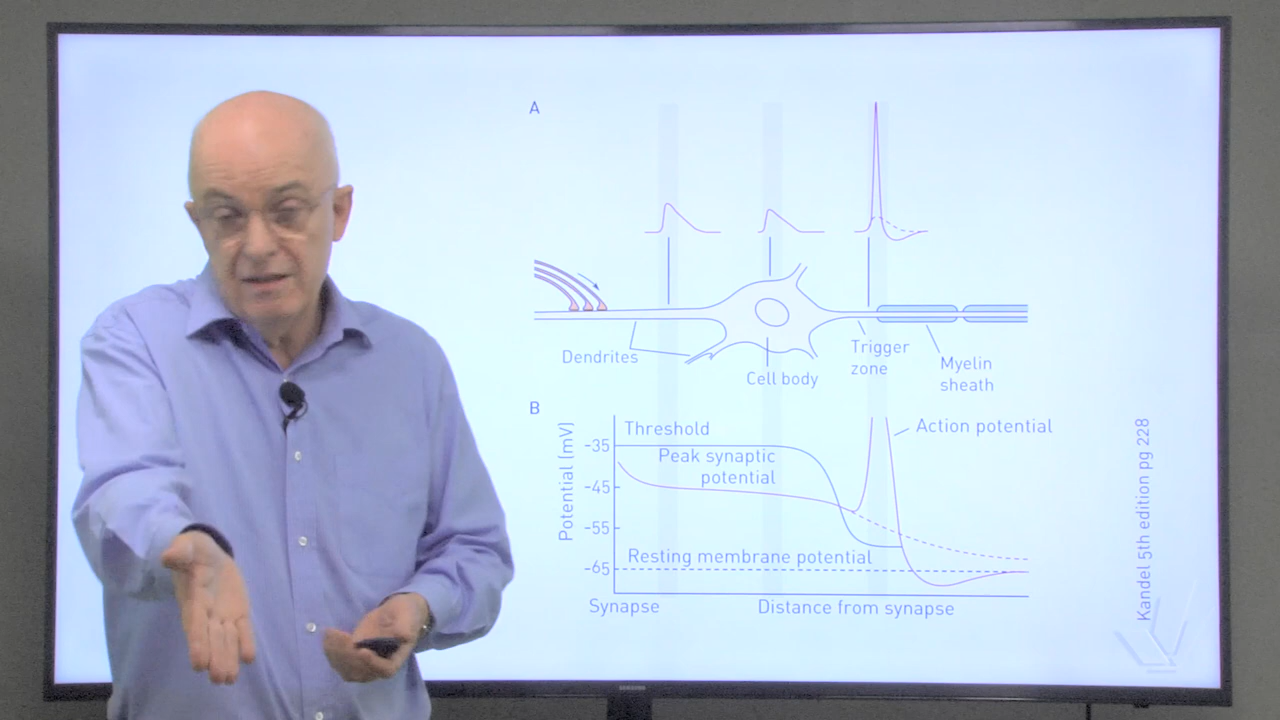 A
Dendrites
Cell body
Trigger
zone
Myelin
sheath
B
Potential (mV)
-35
-45
-55
-65
Threshold
Peak synaptic
potential
Action potential
Resting membrane potential
Synapse
Distance from synapse
Kandel 5th edition pg 228
SAMSUNG